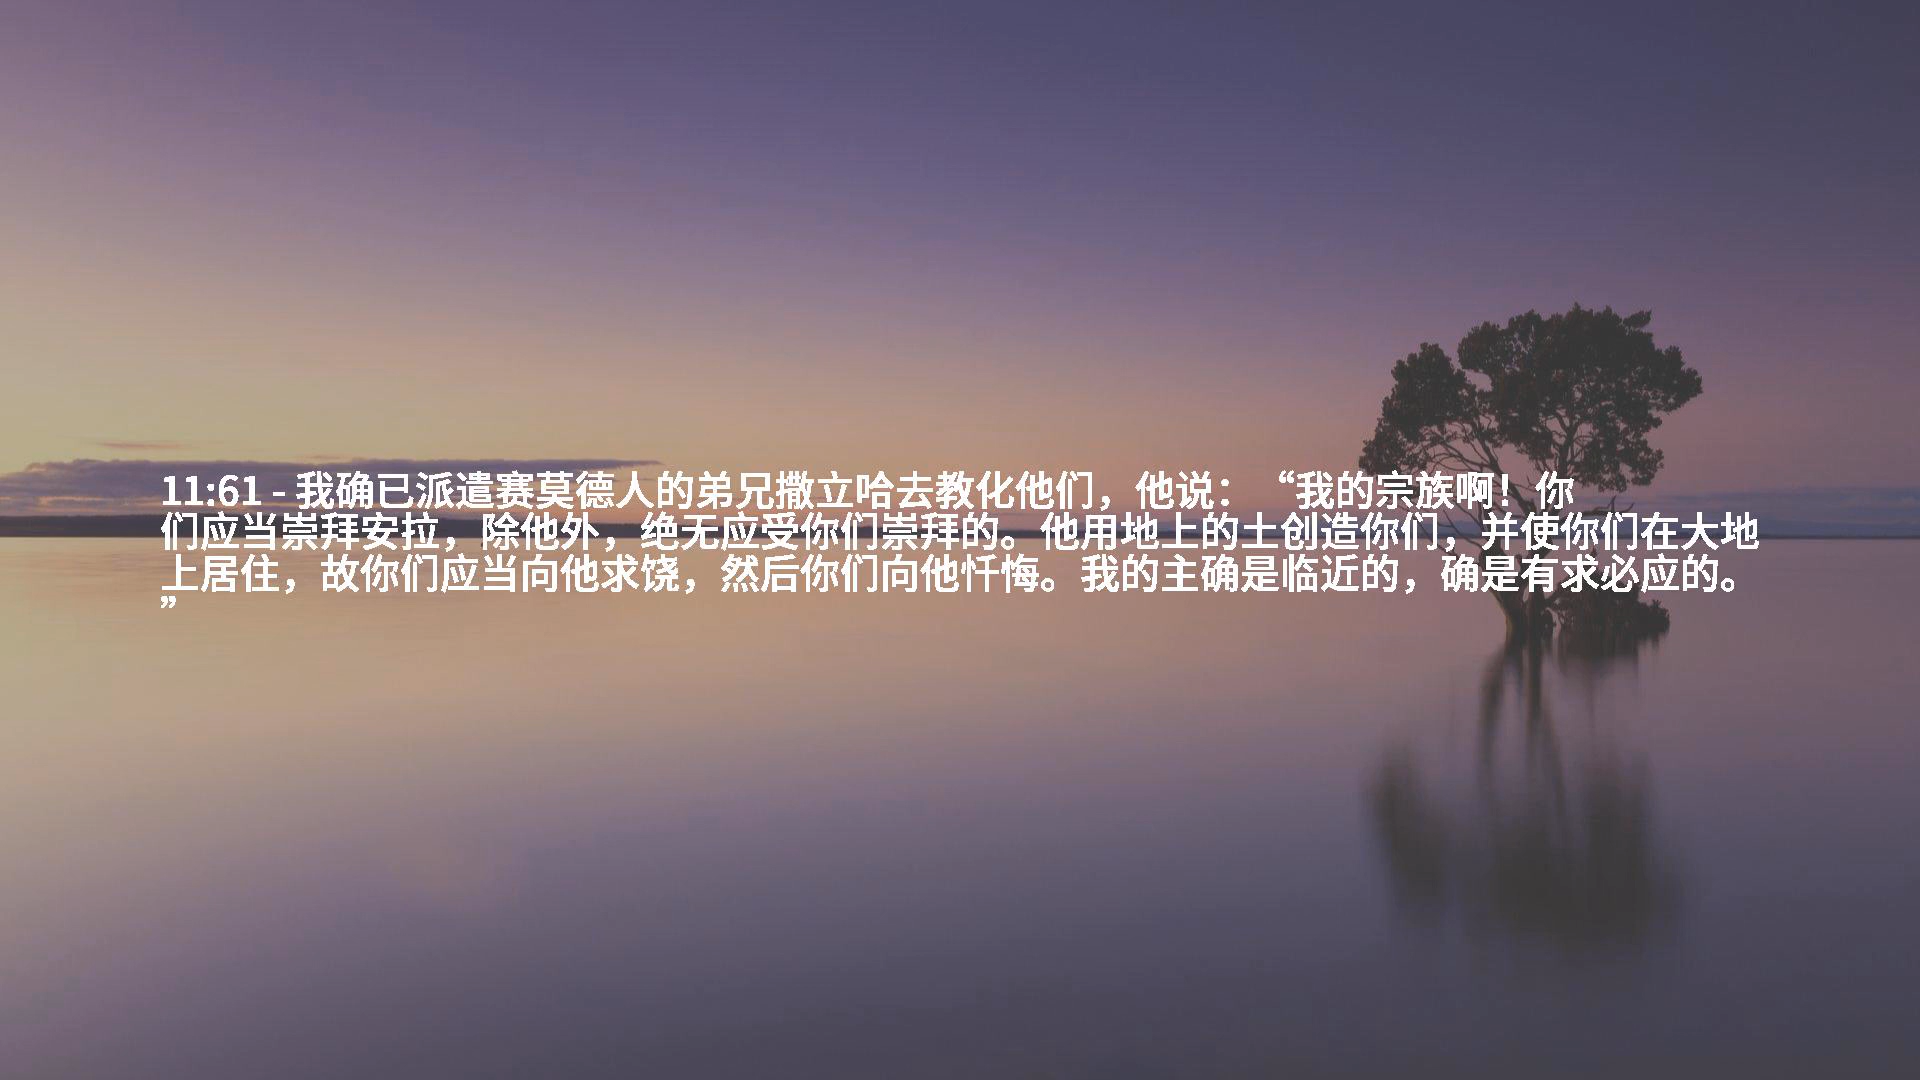 11:61 - 我确已派遣赛莫德人的弟兄撒立哈去教化他们，他说：“我的宗族啊！你
们应当崇拜安拉，除他外，绝无应受你们崇拜的。他用地上的土创造你们，并使你们在大地
上居住，故你们应当向他求饶，然后你们向他忏悔。我的主确是临近的，确是有求必应的。
”